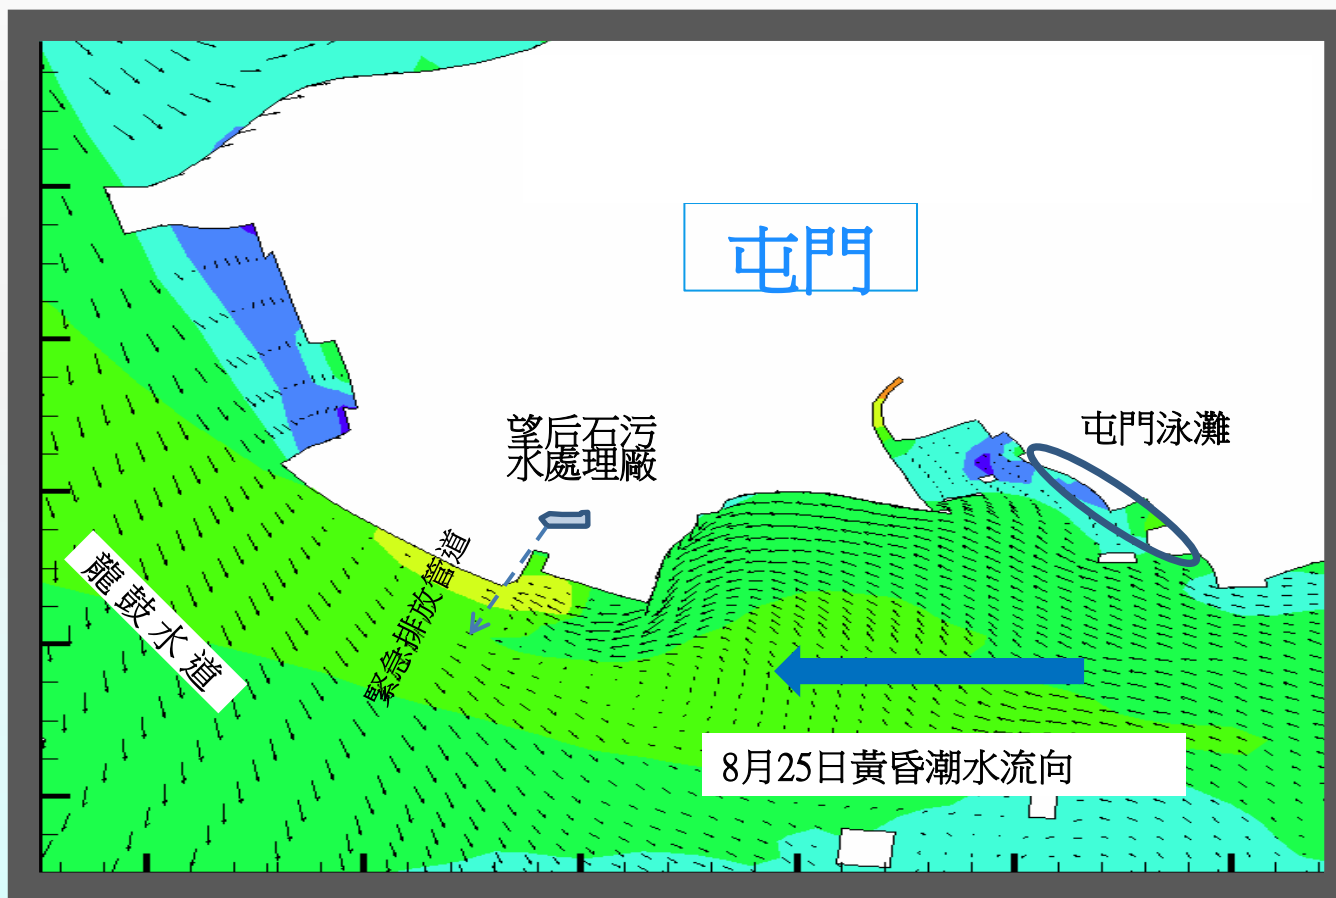 屯門
望后石污
水處理廠
屯門泳灘
緊急排放管道
龍鼓水道
8月25日黃昏潮水流向